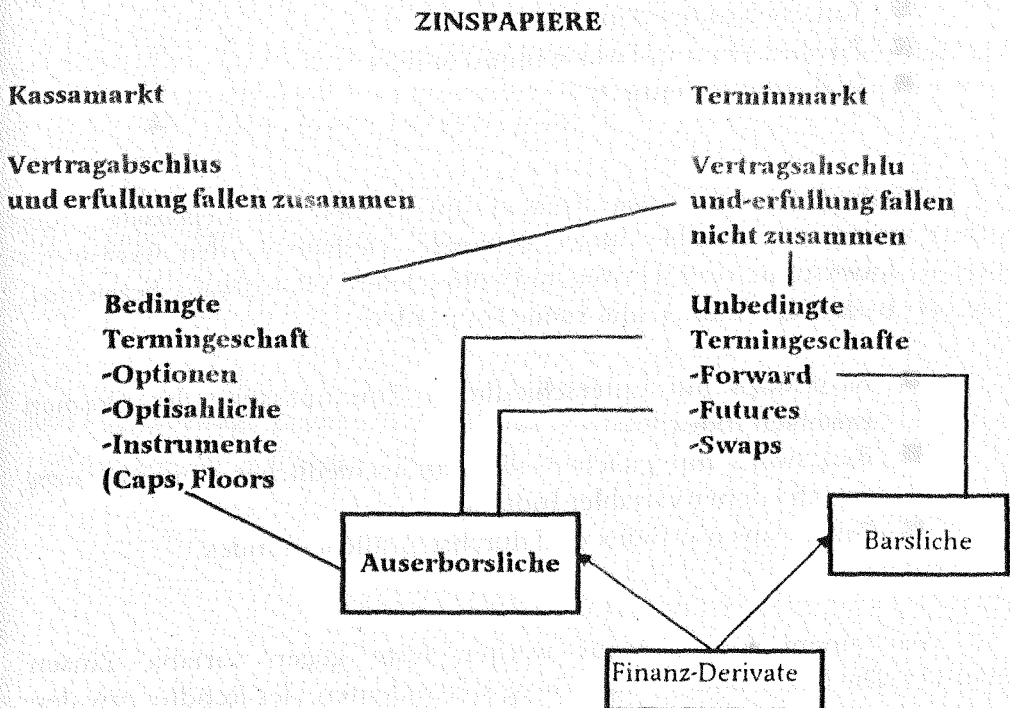 ZINSPAPIERE
Kassamarkt
Terminmarkt
Vertragabschlus
und erfullung fallen zusammen
Vertragsahschlu
und-erfullung fallen
nicht zusammen
Bedingte
Termingeschaft
-Optionen
-Optisahliche
-Instrumente
(Caps, Floors
Unbedingte
Termingeschafte
-Forward
-Futures
-Swaps
Auserborsliche
Barsliche
Finanz-Derivate